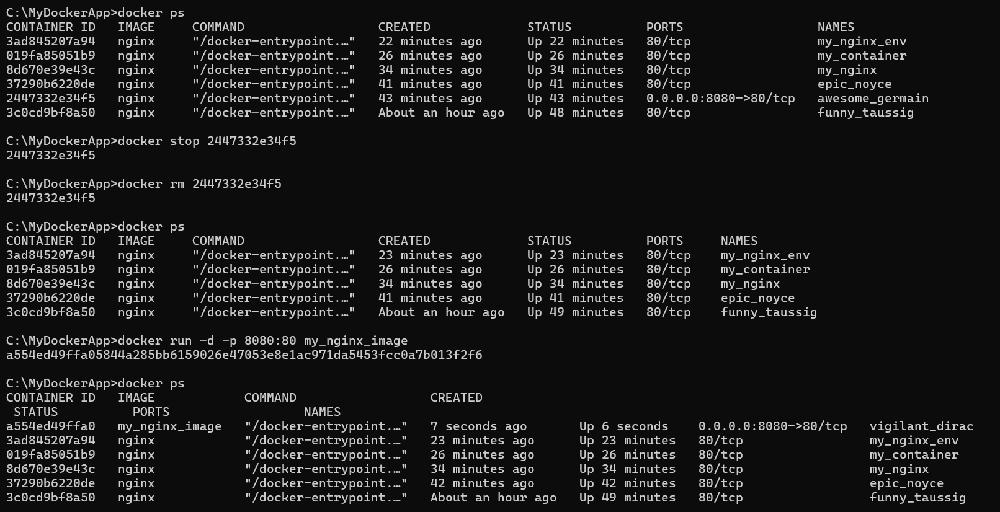 C:\MyDockerApp>docker ps
CONTAINER ID   IMAGE     COMMAND                  CREATED             STATUS          PORTS                  NAMES
3ad845207a94   nginx     "/docker-entrypoint.…"   22 minutes ago      Up 22 minutes   80/tcp                 my_nginx_env
019fa85051b9   nginx     "/docker-entrypoint.…"   26 minutes ago      Up 26 minutes   80/tcp                 my_container
8d670e39e43c   nginx     "/docker-entrypoint.…"   34 minutes ago      Up 34 minutes   80/tcp                 my_nginx
37290b6220de   nginx     "/docker-entrypoint.…"   41 minutes ago      Up 41 minutes   80/tcp                 epic_noyce
2447332e34f5   nginx     "/docker-entrypoint.…"   43 minutes ago      Up 43 minutes   0.0.0.0:8080->80/tcp   awesome_germain
3c0cd9bf8a50   nginx     "/docker-entrypoint.…"   About an hour ago   Up 48 minutes   80/tcp                 funny_taussig

C:\MyDockerApp>docker stop 2447332e34f5
2447332e34f5

C:\MyDockerApp>docker rm 2447332e34f5
2447332e34f5

C:\MyDockerApp>docker ps
CONTAINER ID   IMAGE     COMMAND                  CREATED             STATUS          PORTS     NAMES
3ad845207a94   nginx     "/docker-entrypoint.…"   23 minutes ago      Up 23 minutes   80/tcp    my_nginx_env
019fa85051b9   nginx     "/docker-entrypoint.…"   26 minutes ago      Up 26 minutes   80/tcp    my_container
8d670e39e43c   nginx     "/docker-entrypoint.…"   34 minutes ago      Up 34 minutes   80/tcp    my_nginx
37290b6220de   nginx     "/docker-entrypoint.…"   41 minutes ago      Up 41 minutes   80/tcp    epic_noyce
3c0cd9bf8a50   nginx     "/docker-entrypoint.…"   About an hour ago   Up 49 minutes   80/tcp    funny_taussig

C:\MyDockerApp>docker run -d -p 8080:80 my_nginx_image
a554ed49ffa05844a285bb6159026e47053e8e1ac971da5453fcc0a7b013f2f6

C:\MyDockerApp>docker ps
CONTAINER ID   IMAGE            COMMAND                  CREATED
 STATUS          PORTS                  NAMES
a554ed49ffa0   my_nginx_image   "/docker-entrypoint.…"   7 seconds ago       Up 6 seconds    0.0.0.0:8080->80/tcp   vigilant_dirac
3ad845207a94   nginx            "/docker-entrypoint.…"   23 minutes ago      Up 23 minutes   80/tcp                 my_nginx_env
019fa85051b9   nginx            "/docker-entrypoint.…"   26 minutes ago      Up 26 minutes   80/tcp                 my_container
8d670e39e43c   nginx            "/docker-entrypoint.…"   34 minutes ago      Up 34 minutes   80/tcp                 my_nginx
37290b6220de   nginx            "/docker-entrypoint.…"   42 minutes ago      Up 42 minutes   80/tcp                 epic_noyce
3c0cd9bf8a50   nginx            "/docker-entrypoint.…"   About an hour ago   Up 49 minutes   80/tcp                 funny_taussig